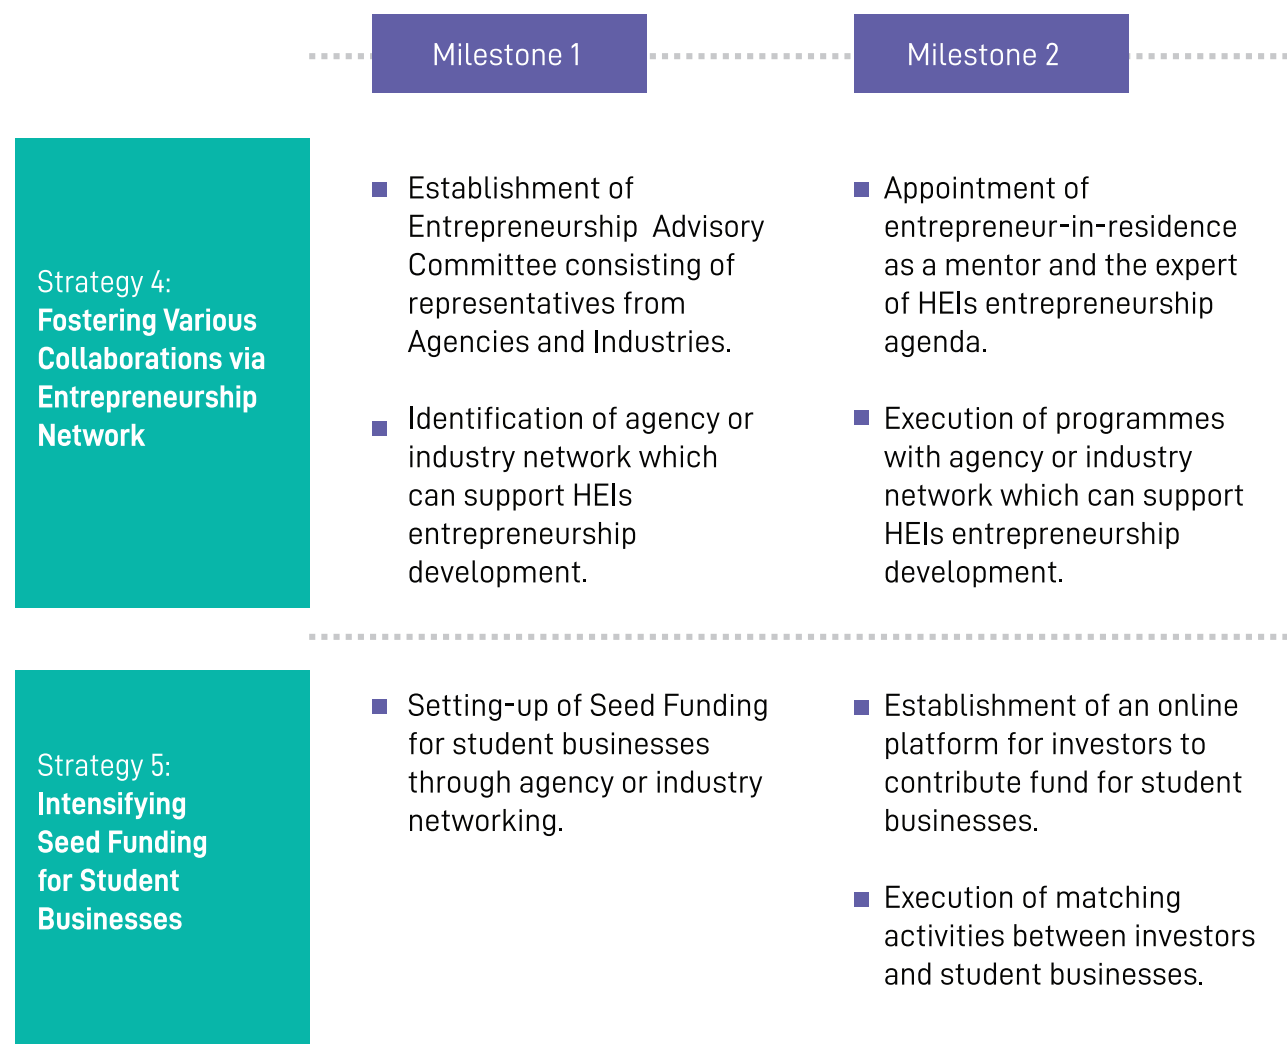 Milestone 1
Milestone 2
Strategy 4:
Fostering Various
Collaborations via
Entrepreneurship
Network
Establishment of
Entrepreneurship Advisory
Committee consisting of
representatives from
Agencies and Industries.
Identification of agency or
industry network which
can support HEIs
entrepreneurship
development.
Appointment of
entrepreneur-in-residence
as a mentor and the expert
of HEIs entrepreneurship
agenda.
Execution of programmes
with agency or industry
network which can support
HEIs entrepreneurship
development.
Strategy 5:
Intensifying
Seed Funding
for Student
Businesses
Setting-up of Seed Funding
for student businesses
through agency or industry
networking.
Establishment of an online
platform for investors to
contribute fund for student
businesses.
Execution of matching
activities between investors
and student businesses.